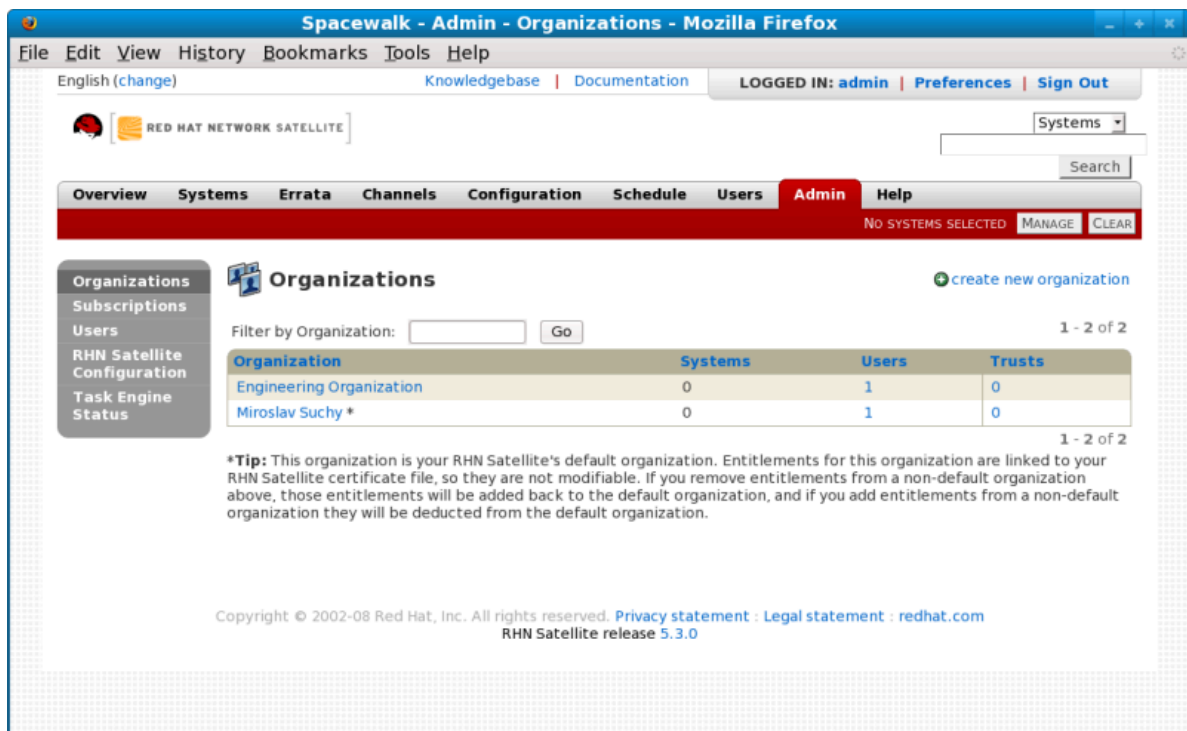 Spacewalk - Admin - Organizations - Mozilla Firefox
File Edit View History Bookmarks Tools Help
English (change) Knowledgebase | Documentation LOGGED IN: admin | Preferences | Sign Out
RED HAT NETWORK SATELLITE
Systems
Search
Overview Systems Errata Channels Configuration Schedule Users Admin Help
NO SYSTEMS SELECTED MANAGE CLEAR
Organizations
Subscriptions
Users
RHN Satellite
Configuration
Task Engine
Status
Organizations
create new organization
Filter by Organization: Go 1 - 2 of 2
Organization Systems Users Trusts
Engineering Organization 0 1 0
Miroslav Suchy * 0 1 0
1 - 2 of 2
*Tip: This organization is your RHN Satellite's default organization. Entitlements for this organization are linked to your
RHN Satellite certificate file, so they are not modifiable. If you remove entitlements from a non-default organization
above, those entitlements will be added back to the default organization, and if you add entitlements from a non-default
organization they will be deducted from the default organization.
Copyright © 2002-08 Red Hat, Inc. All rights reserved. Privacy statement : Legal statement : redhat.com
RHN Satellite release 5.3.0